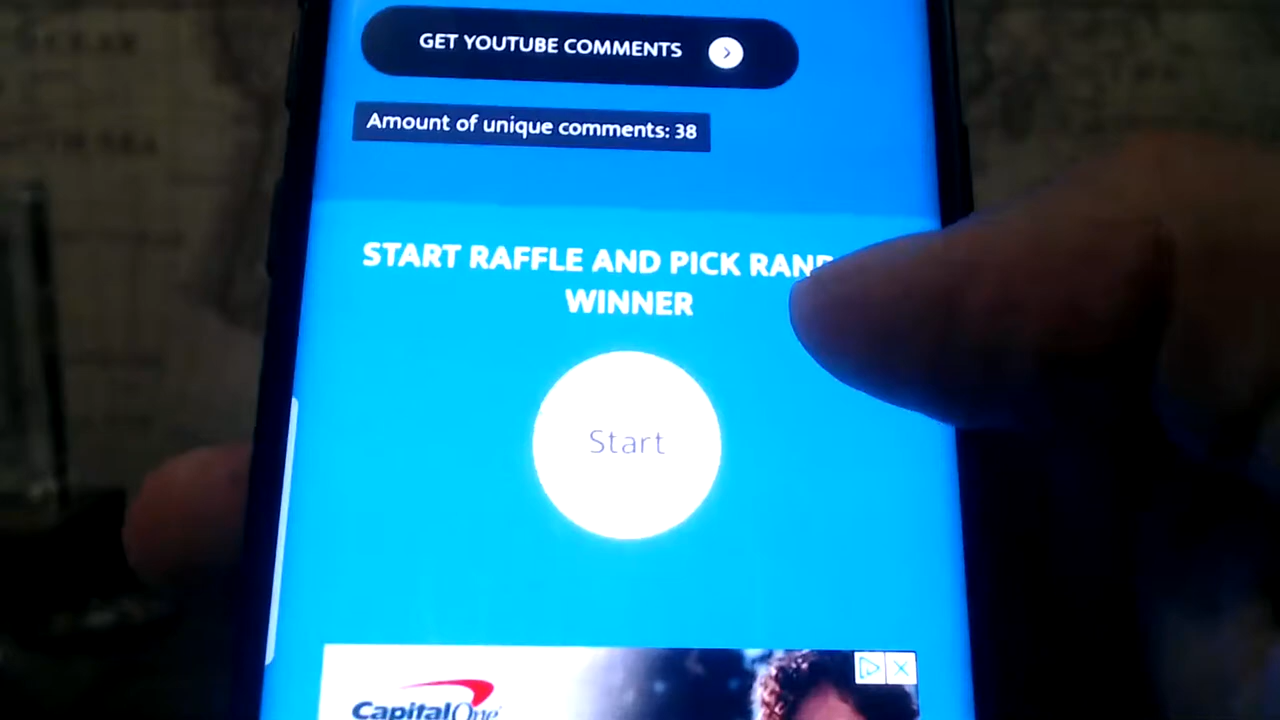 GET YOUTUBE COMMENTS
Amount of unique comments: 38
START RAFFLE AND PICK
WINNER
Start
CapitalOne